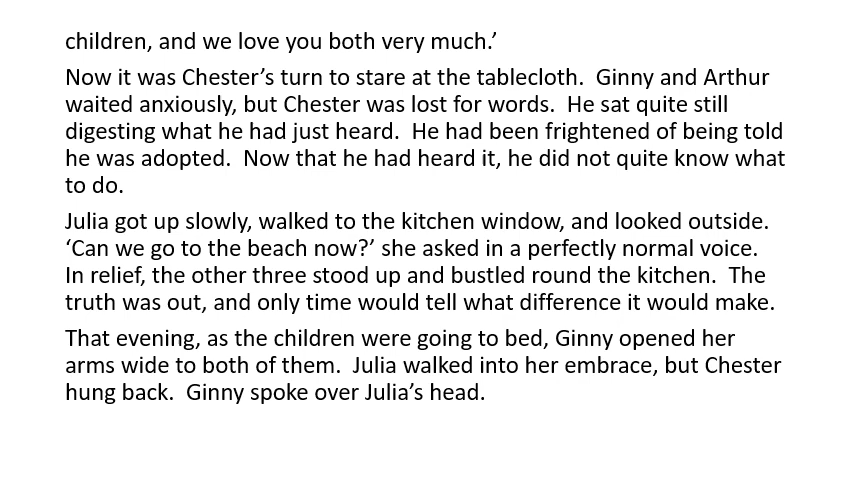 children, and we love you both very much.’
Now it was Chester’s turn to stare at the tablecloth.  Ginny and Arthur
waited anxiously, but Chester was lost for words.  He sat quite still
digesting what he had just heard.  He had been frightened of being told
he was adopted.  Now that he had heard it, he did not quite know what
to do.
Julia got up slowly, walked to the kitchen window, and looked outside.
‘Can we go to the beach now?’ she asked in a perfectly normal voice.
In relief, the other three stood up and bustled round the kitchen.  The
truth was out, and only time would tell what difference it would make.
That evening, as the children were going to bed, Ginny opened her
arms wide to both of them.  Julia walked into her embrace, but Chester
hung back.  Ginny spoke over Julia’s head.